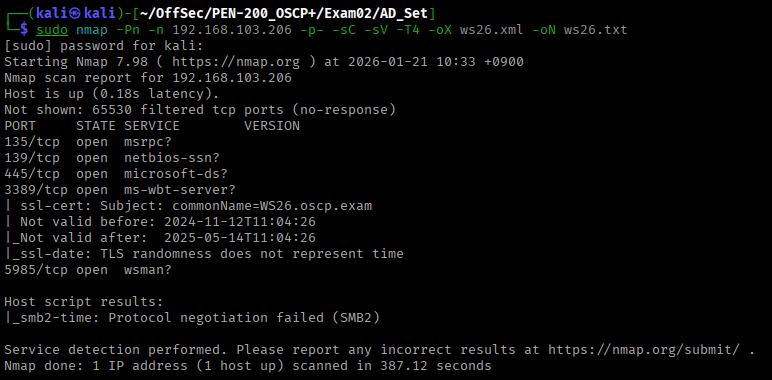 ┌──(kali㉿kali)-[~/OffSec/PEN-200_OSCP+/Exam02/AD_Set]
└─$ sudo nmap -Pn -n 192.168.103.206 -p- -sC -sV -T4 -oX ws26.xml -oN ws26.txt
[sudo] password for kali:
Starting Nmap 7.98 ( https://nmap.org ) at 2026-01-21 10:33 +0900
Nmap scan report for 192.168.103.206
Host is up (0.18s latency).
Not shown: 65530 filtered tcp ports (no-response)
PORT     STATE SERVICE        VERSION
135/tcp  open  msrpc?
139/tcp  open  netbios-ssn?
445/tcp  open  microsoft-ds?
3389/tcp open  ms-wbt-server?
| ssl-cert: Subject: commonName=WS26.oscp.exam
| Not valid before: 2024-11-12T11:04:26
|_Not valid after:  2025-05-14T11:04:26
|_ssl-date: TLS randomness does not represent time
5985/tcp open  wsman?
Host script results:
|_smb2-time: Protocol negotiation failed (SMB2)
Service detection performed. Please report any incorrect results at https://nmap.org/submit/ .
Nmap done: 1 IP address (1 host up) scanned in 387.12 seconds